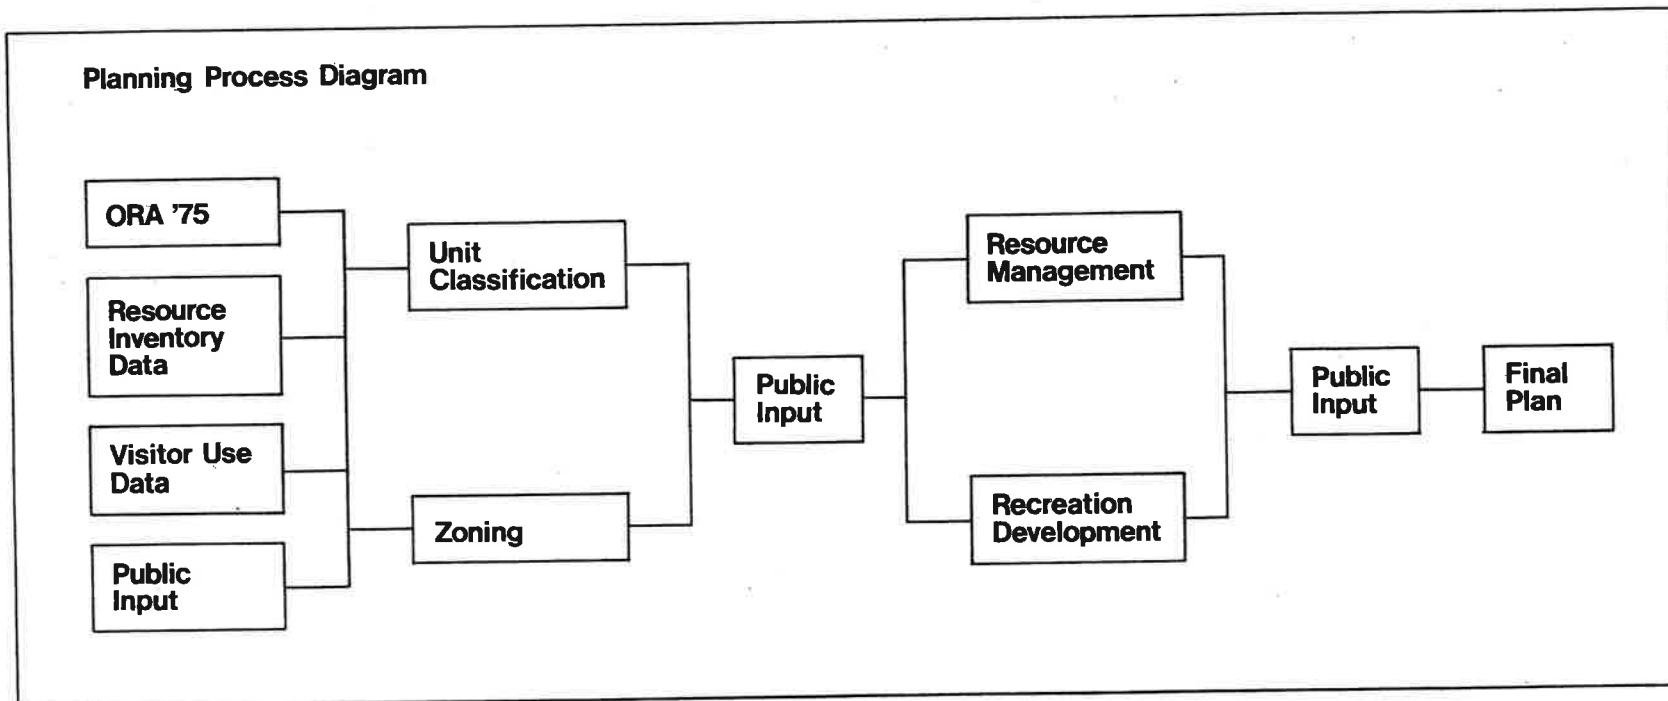 Planning Process Diagram
ORA '75
Resource
Inventory
Data
Visitor Use
Data
Public
Input
Unit
Classification
Zoning
Public
Input
Resource
Management
Recreation
Development
Public
Input
Final
Plan